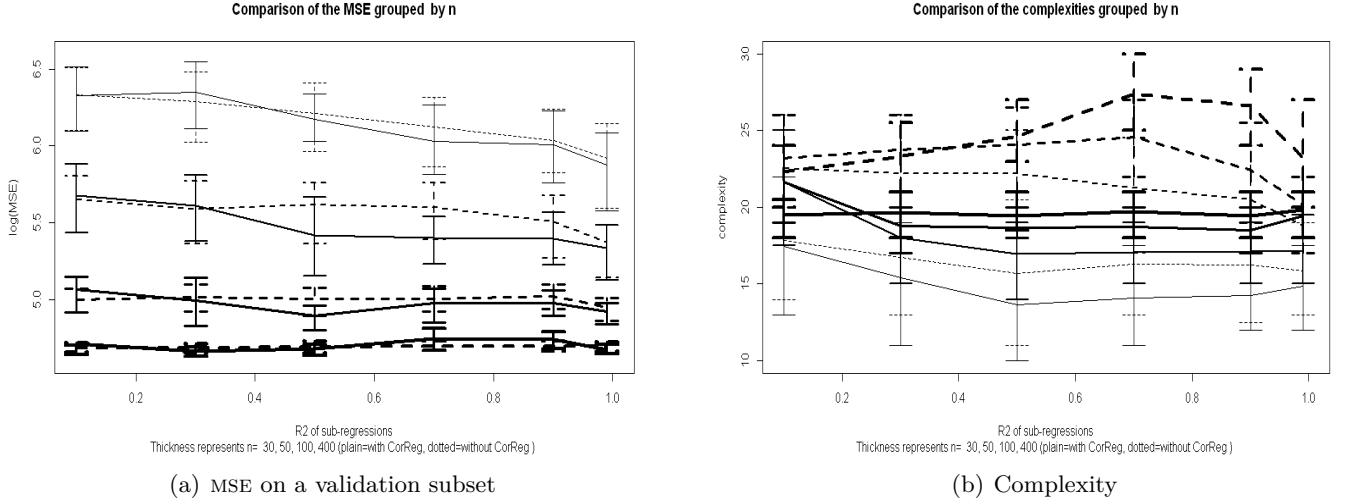 Comparison of the MSE grouped by n
log(MSE)
6.5
6.0
5.5
5.0
0.2 0.4 0.6 0.8 1.0
R2 of sub-regressions
Thickness represents n= 30, 50, 100, 400 (plain=with CorReg, dotted=without CorReg )
(a) MSE on a validation subset
Comparison of the complexities grouped by n
complexity
30
25
20
15
10
0.2 0.4 0.6 0.8 1.0
R2 of sub-regressions
Thickness represents n= 30, 50, 100, 400 (plain=with CorReg, dotted=without CorReg )
(b) Complexity